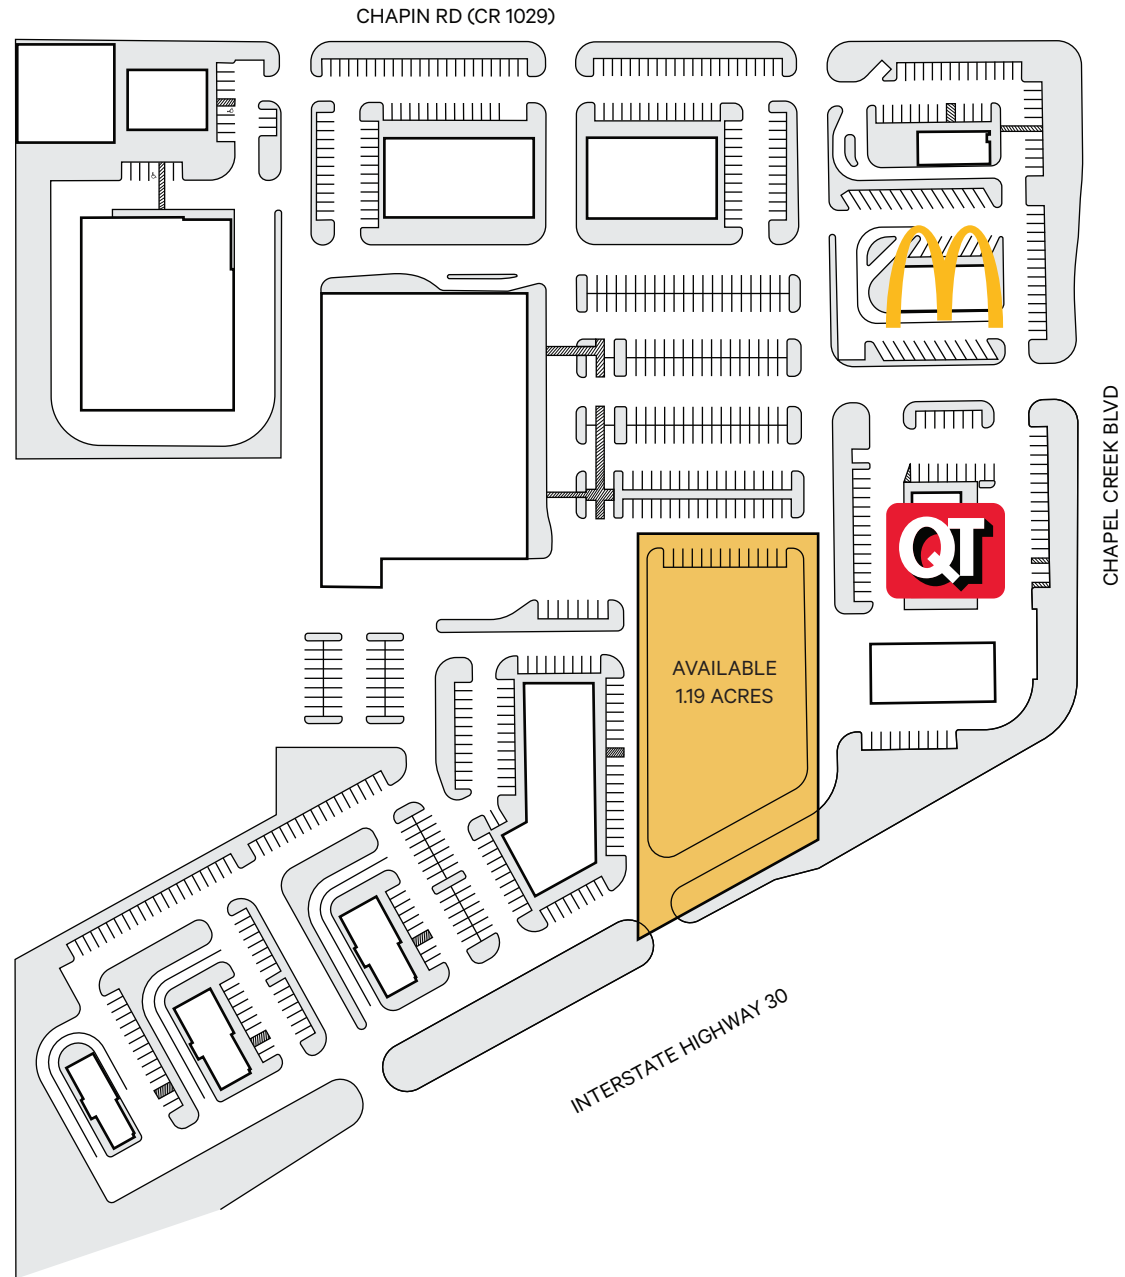 CHAPIN RD (CR 1029)
CHAPEL CREEK BLVD
QT
AVAILABLE
1.19 ACRES
INTERSTATE HIGHWAY 30